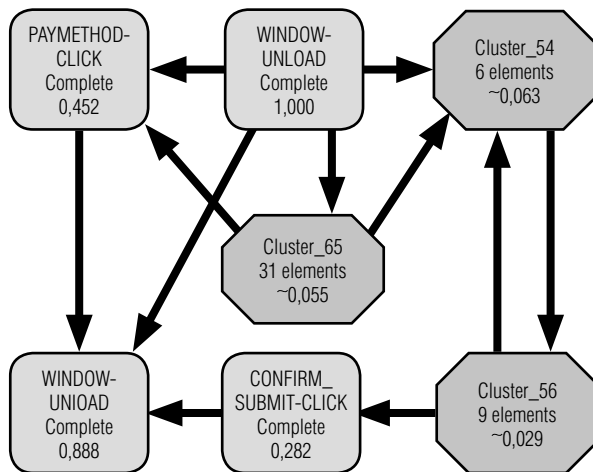 PAYMETHOD-
CLICK
Complete
0,452
WINDOW-
UNLOAD
Complete
1,000
Cluster_54
6 elements
~0,063
Cluster_65
31 elements
~0,055
WINDOW-
UNIOAD
Complete
0,888
CONFIRM_
SUBMIT-CLICK
Complete
0,282
Cluster_56
9 elements
~0,029